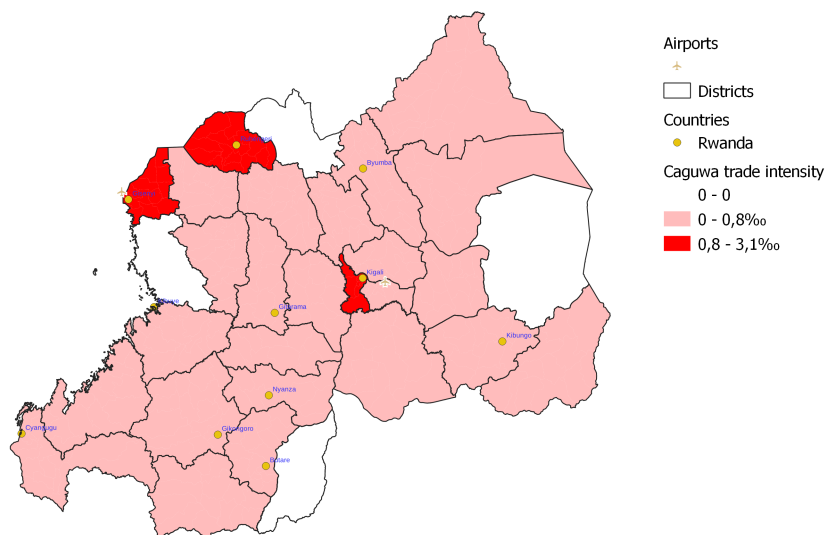 Airports
Districts
Countries
Rwanda
Caguwa trade intensity
0 - 0
0 - 0,8‰
0,8 - 3,1‰
Byumba
Kigali
Kibungo
Nyanza
Cyangugu
Gikongoro
Butare